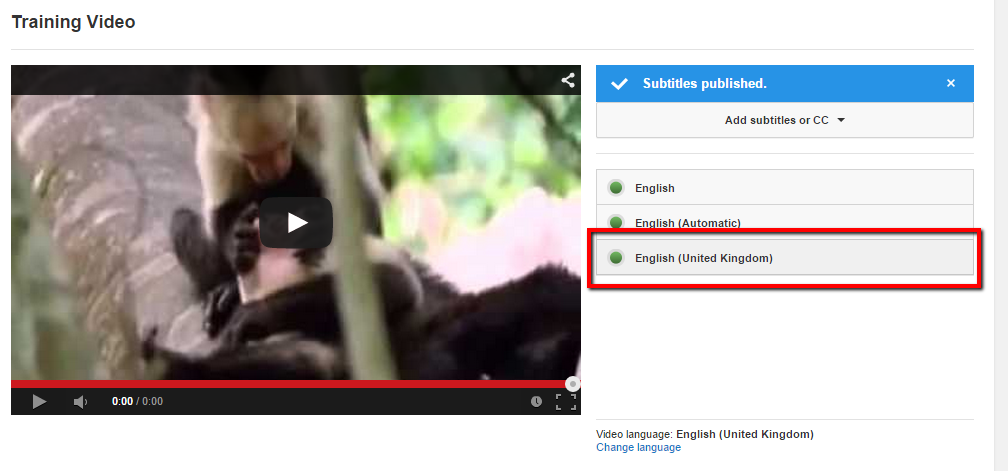 Training Video
Subtitles published.
Add subtitles or CC
English
English (Automatic)
English (United Kingdom)
0:00 / 0:00
Video language: English (United Kingdom)
Change language